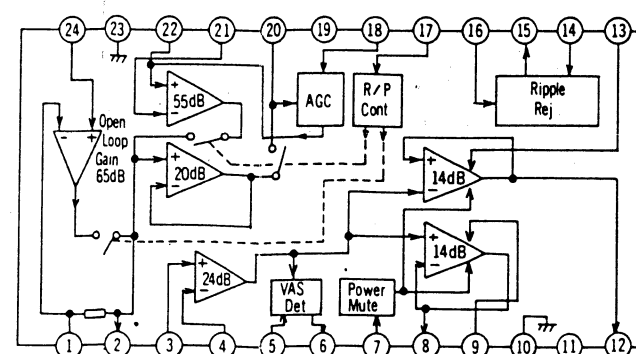 24 23 22 21 20 19 18 17 16 15 14 13
+
-
55dB
AGC
R/P
Cont
Ripple
Rej
- +
Open
Loop
Gain
65dB
+
-
20dB
+
-
14dB
+
-
24dB
VAS
Det
Power
Mute
+
-
14dB
1 2 3 4 5 6 7 8 9 10 11 12